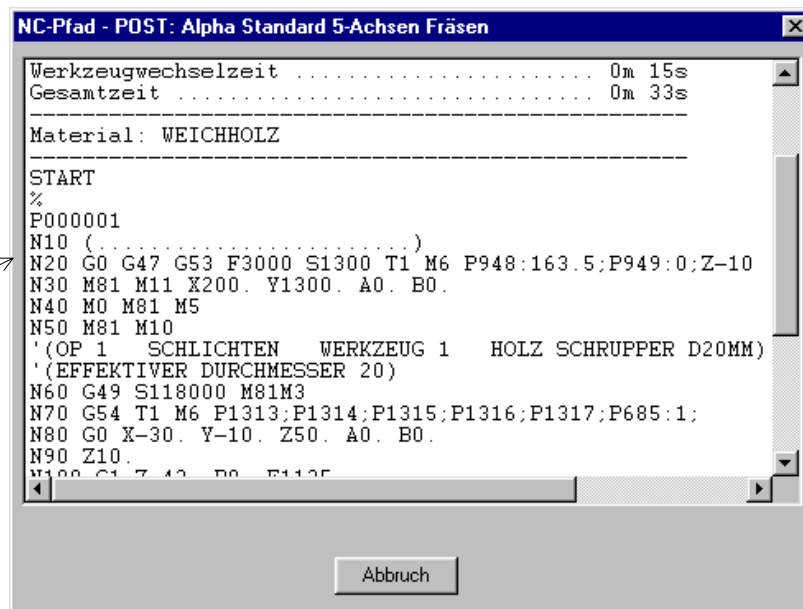 NC-Pfad - POST: Alpha Standard 5-Achsen Fräsen
Werkzeugwechselzeit ....................... 0m 15s
Gesamtzeit ................................ 0m 33s
--------------------------------------------------
Material: WEICHHOLZ
--------------------------------------------------
START
%
P000001
N10 (........................)
N20 G0 G47 G53 F3000 S1300 T1 M6 P948:163.5;P949:0;Z-10
N30 M81 M11 X200. Y1300. A0. B0.
N40 M0 M81 M5
N50 M81 M10
'(OP 1   SCHLICHTEN   WERKZEUG 1   HOLZ SCHRUPPER D20MM)
'(EFFEKTIVER DURCHMESSER 20)
N60 G49 S118000 M81M3
N70 G54 T1 M6 P1313;P1314;P1315;P1316;P1317;P685:1;
N80 G0 X-30. Y-10. Z50. A0. B0.
N90 Z10.
N100 G1
Abbruch